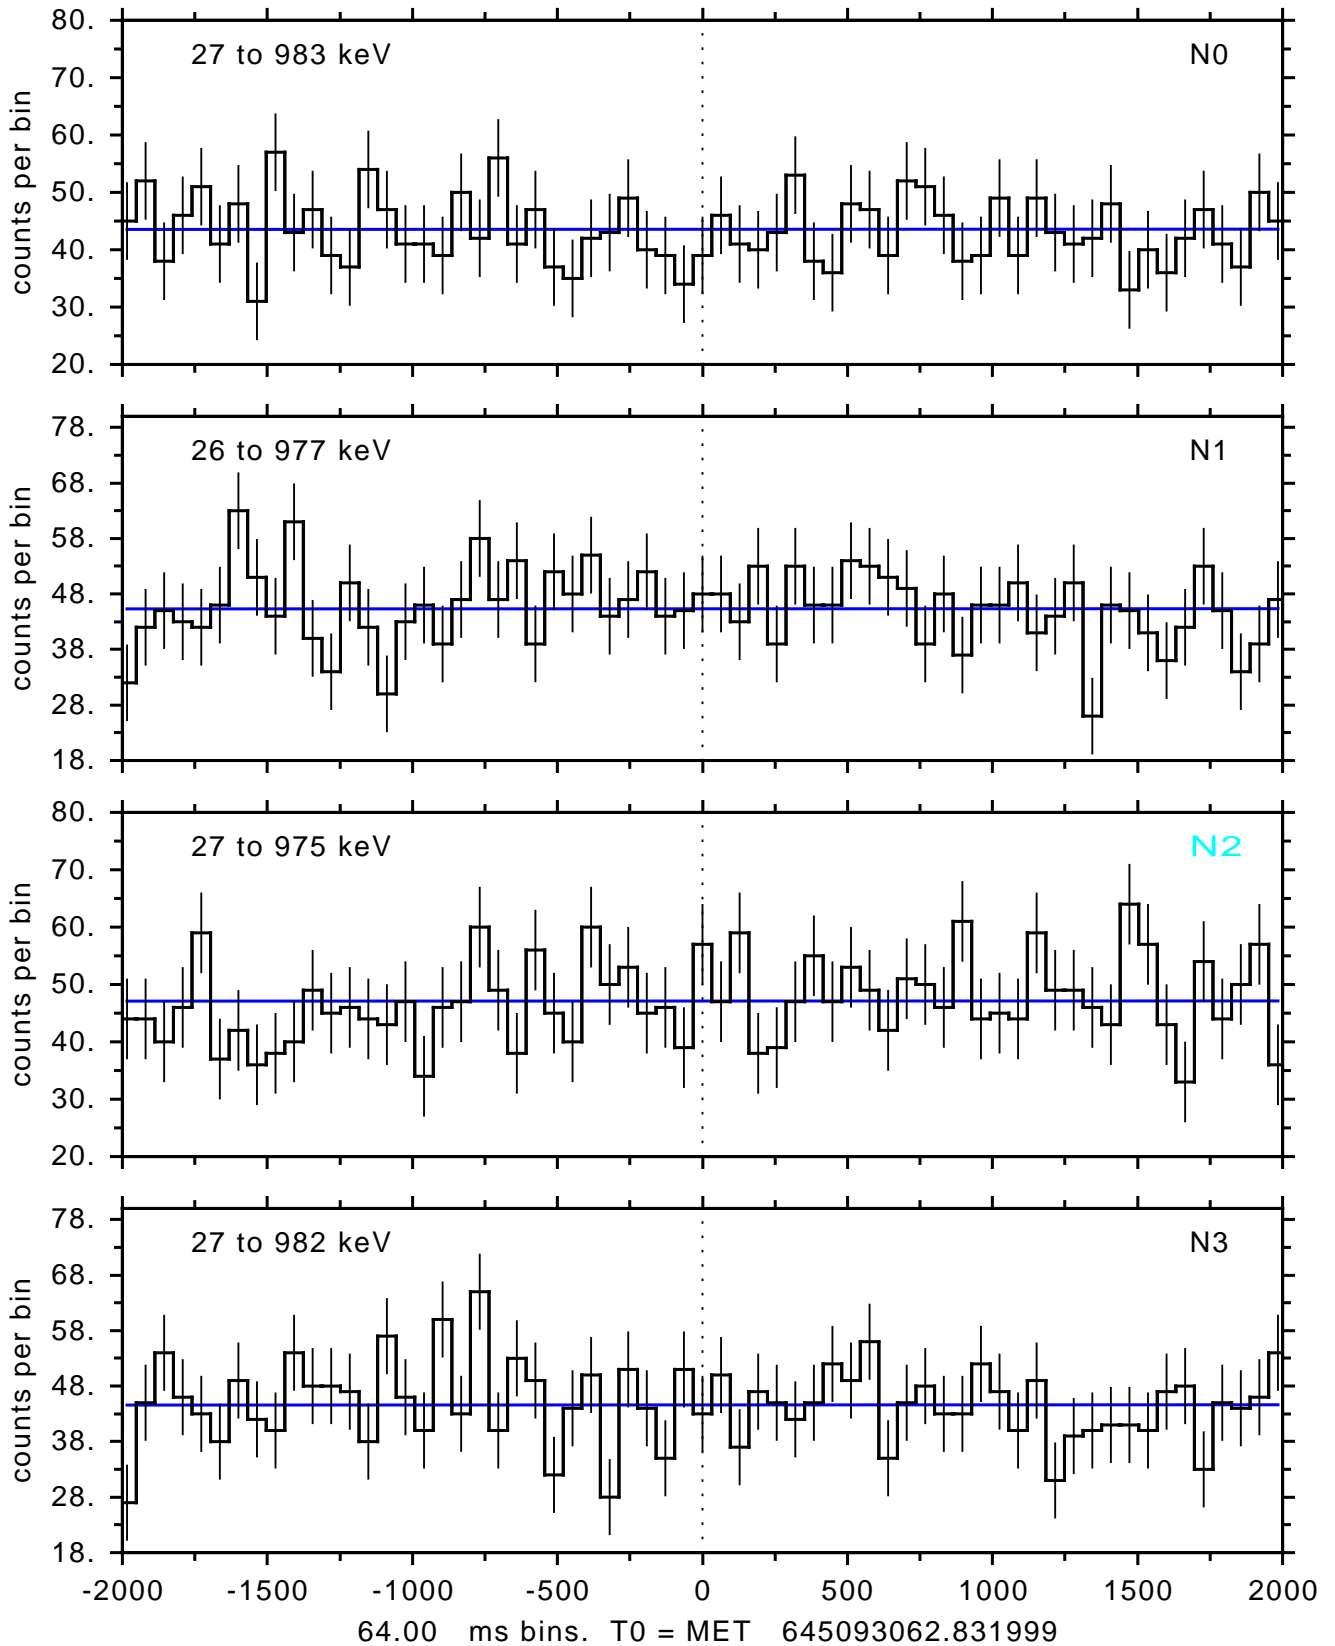 80.
27 to 983 keV N0
70.
60.
50.
40.
30.
20.
counts per bin
78.
26 to 977 keV N1
68.
58.
48.
38.
28.
18.
counts per bin
80.
27 to 975 keV N2
70.
60.
50.
40.
30.
20.
counts per bin
78.
27 to 982 keV N3
68.
58.
48.
38.
28.
18.
counts per bin
-2000 -1500 -1000 -500 0 500 1000 1500 2000
64.00 ms bins. T0 = MET 645093062.831999